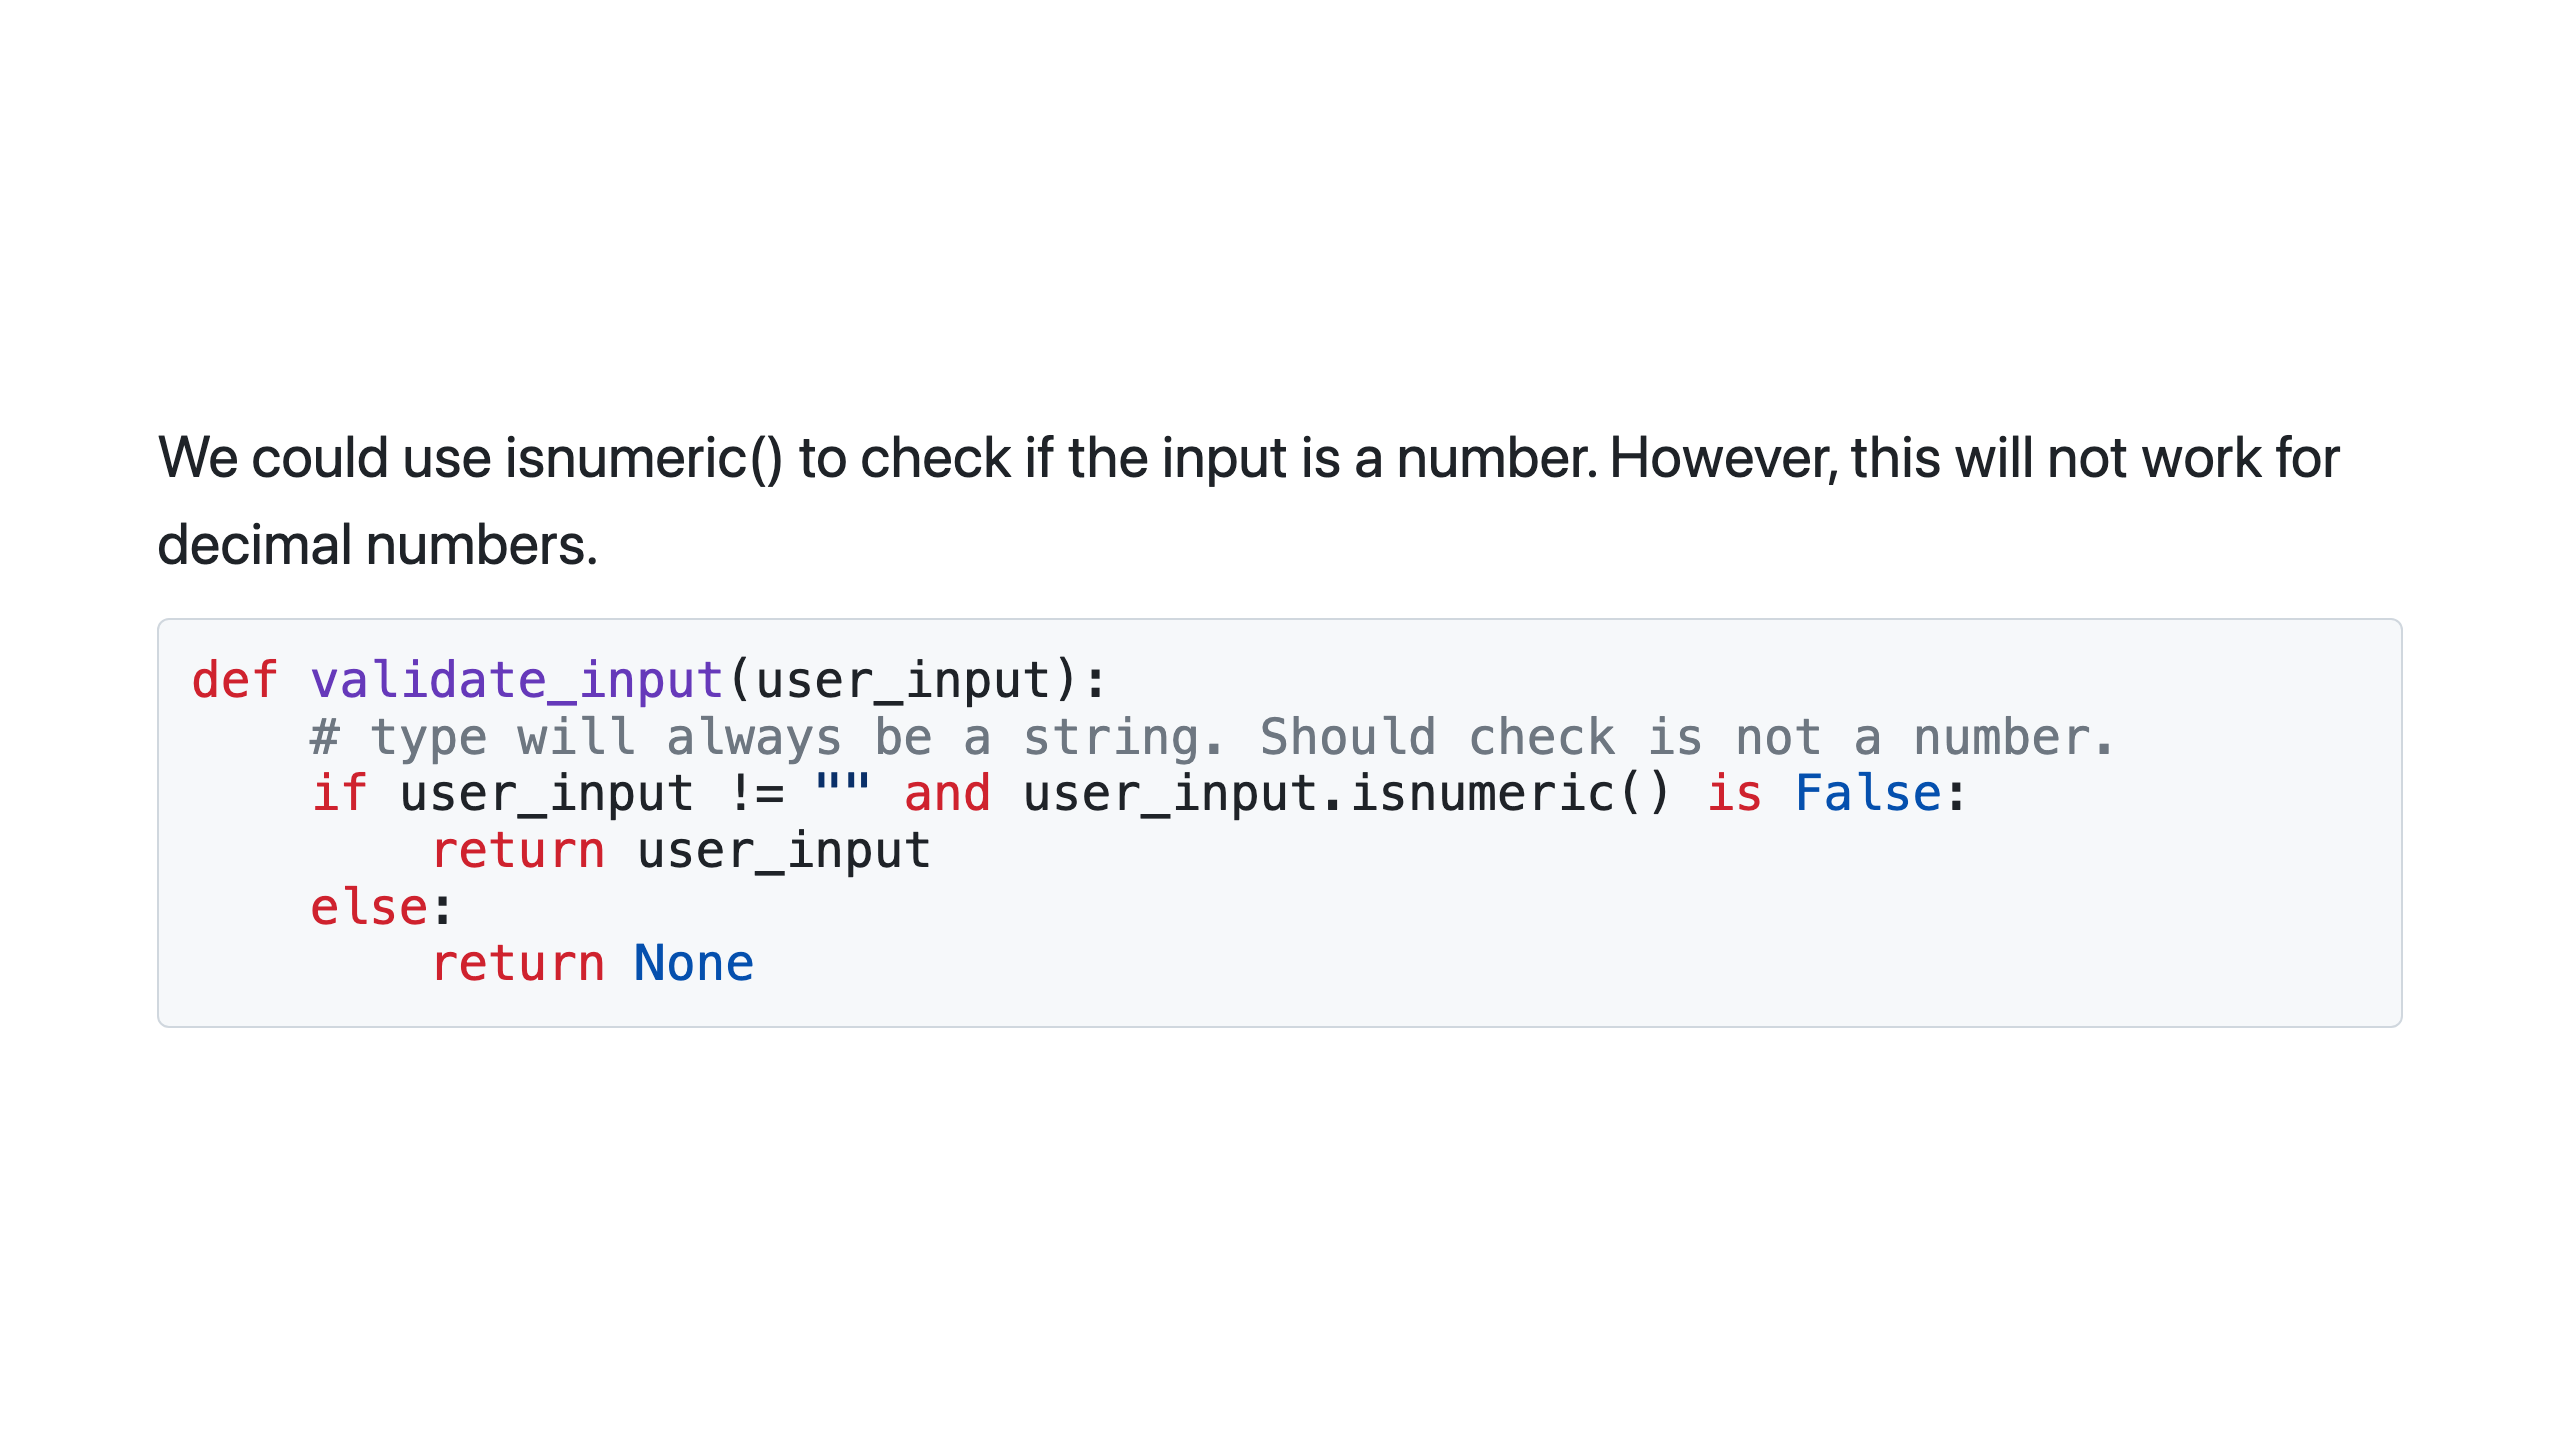 We could use isnumeric() to check if the input is a number. However, this will not work for
decimal numbers.
def validate_input(user_input):
    # type will always be a string. Should check is not a number.
    if user_input != "" and user_input.isnumeric() is False:
        return user_input
    else:
        return None